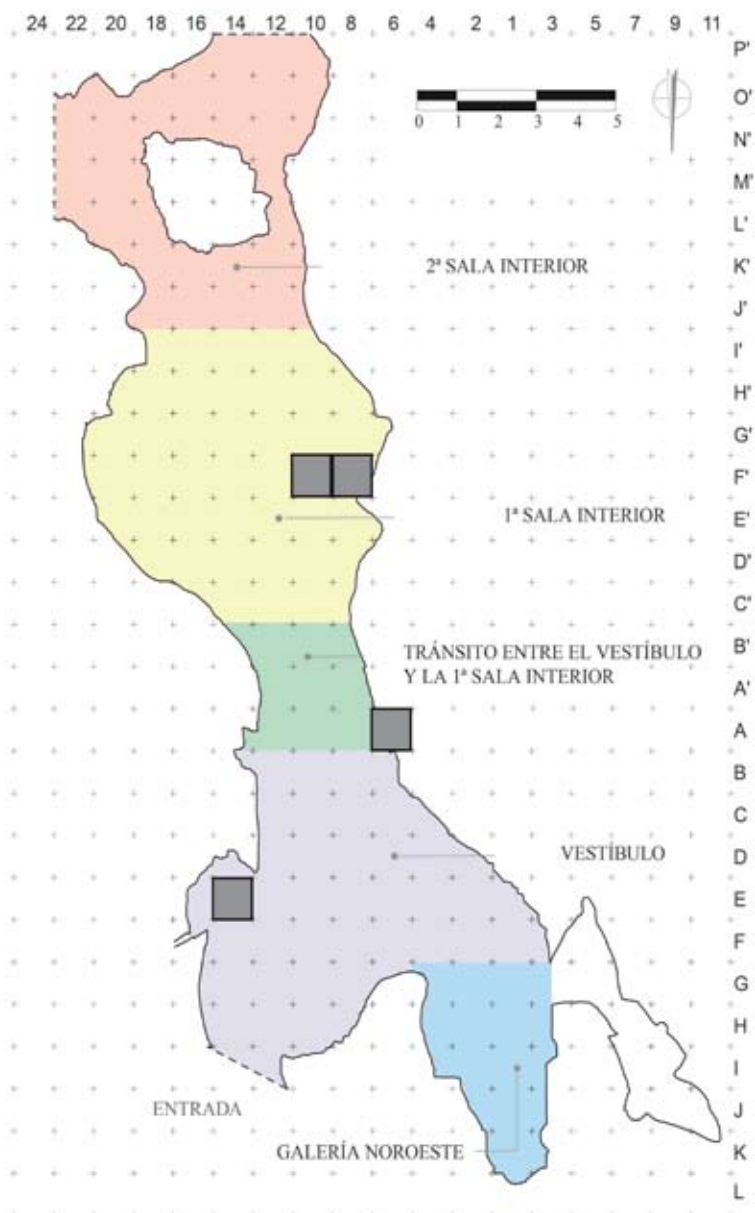 24 22 20 18 16 14 12 10 8 6 4 2 1 3 5 7 9 11
P'
O'
0 1 2 3 5
N'
M'
L'
2ª SALA INTERIOR K'
J'
I'
H'
G'
F'
1ª SALA INTERIOR E'
D'
C'
TRÁNSITO ENTRE EL VESTÍBULO B'
Y LA 1ª SALA INTERIOR A'
A
B
C
VESTÍBULO D
E
F
G
H
I
ENTRADA J
GALERÍA NOROESTE K
L